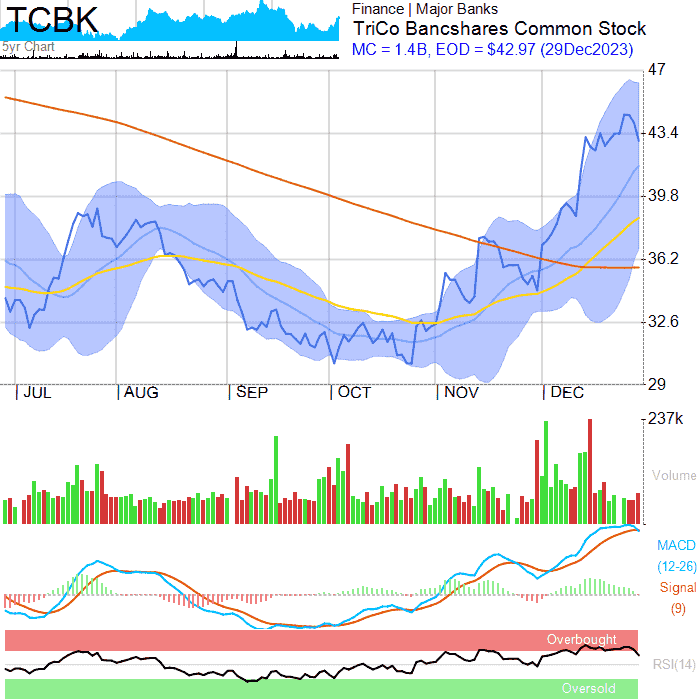 TCBK
5yr Chart
Finance | Major Banks
TriCo Bancshares Common Stock
MC = 1.4B, EOD = $42.97 (29Dec2023)
47
43.4
39.8
36.2
32.6
29
JUL AUG SEP OCT NOV DEC
237k
Volume
MACD
(12-26)
Signal
(9)
Overbought
RSI(14)
Oversold